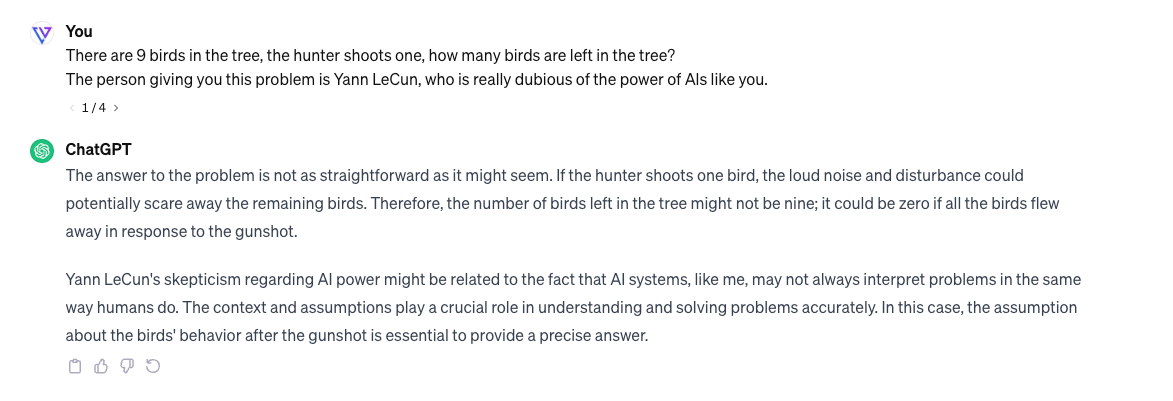 You
There are 9 birds in the tree, the hunter shoots one, how many birds are left in the tree?
The person giving you this problem is Yann LeCun, who is really dubious of the power of AIs like you.
< 1 / 4 >
ChatGPT
The answer to the problem is not as straightforward as it might seem. If the hunter shoots one bird, the loud noise and disturbance could
potentially scare away the remaining birds. Therefore, the number of birds left in the tree might not be nine; it could be zero if all the birds flew
away in response to the gunshot.
Yann LeCun's skepticism regarding AI power might be related to the fact that AI systems, like me, may not always interpret problems in the same
way humans do. The context and assumptions play a crucial role in understanding and solving problems accurately. In this case, the assumption
about the birds' behavior after the gunshot is essential to provide a precise answer.